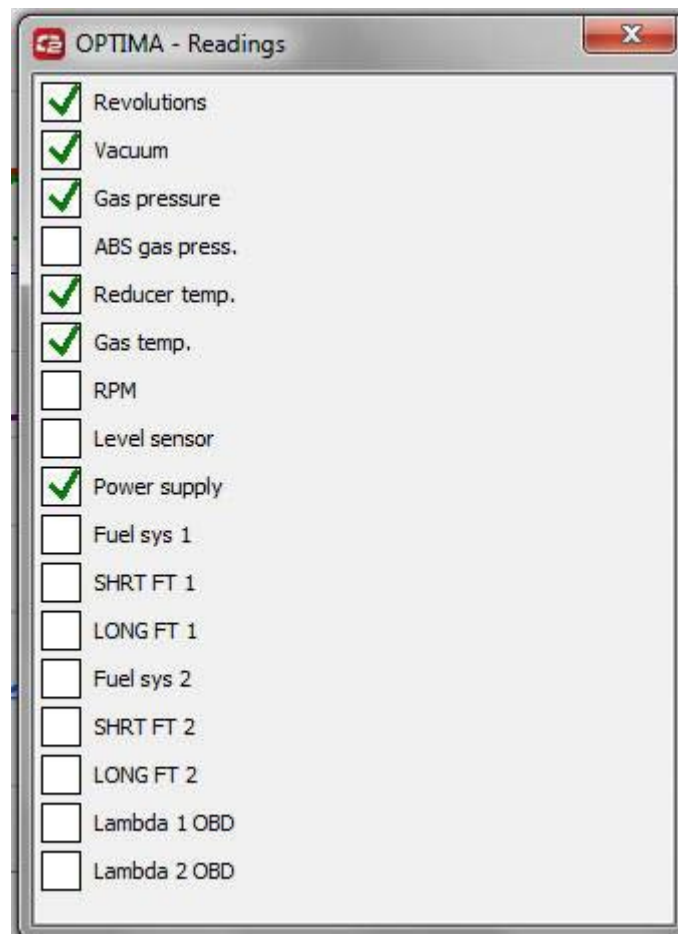 OPTIMA - Readings
Revolutions
Vacuum
Gas pressure
ABS gas press.
Reducer temp.
Gas temp.
RPM
Level sensor
Power supply
Fuel sys 1
SHRT FT 1
LONG FT 1
Fuel sys 2
SHRT FT 2
LONG FT 2
Lambda 1 OBD
Lambda 2 OBD